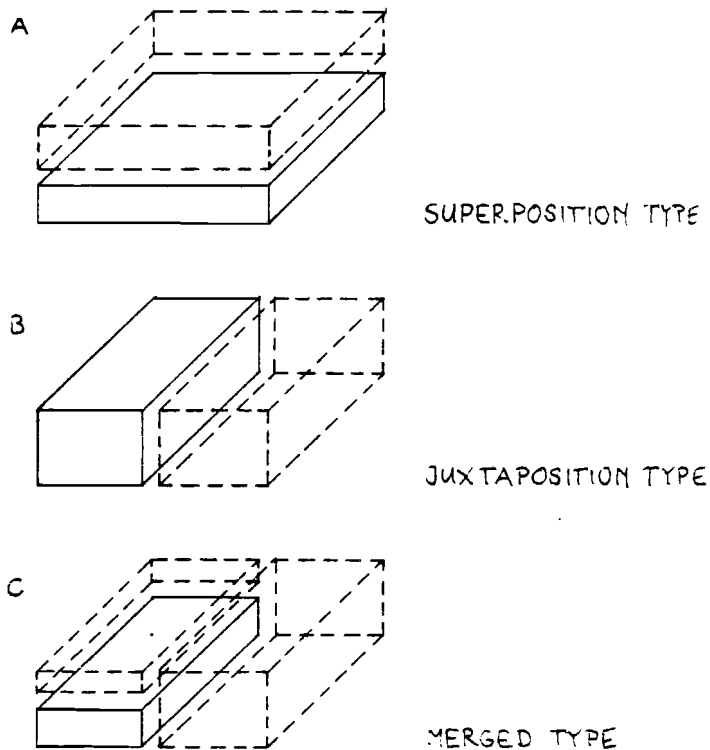 A
SUPERPOSITION TYPE
B
JUXTAPOSITION TYPE
C
MERGED TYPE